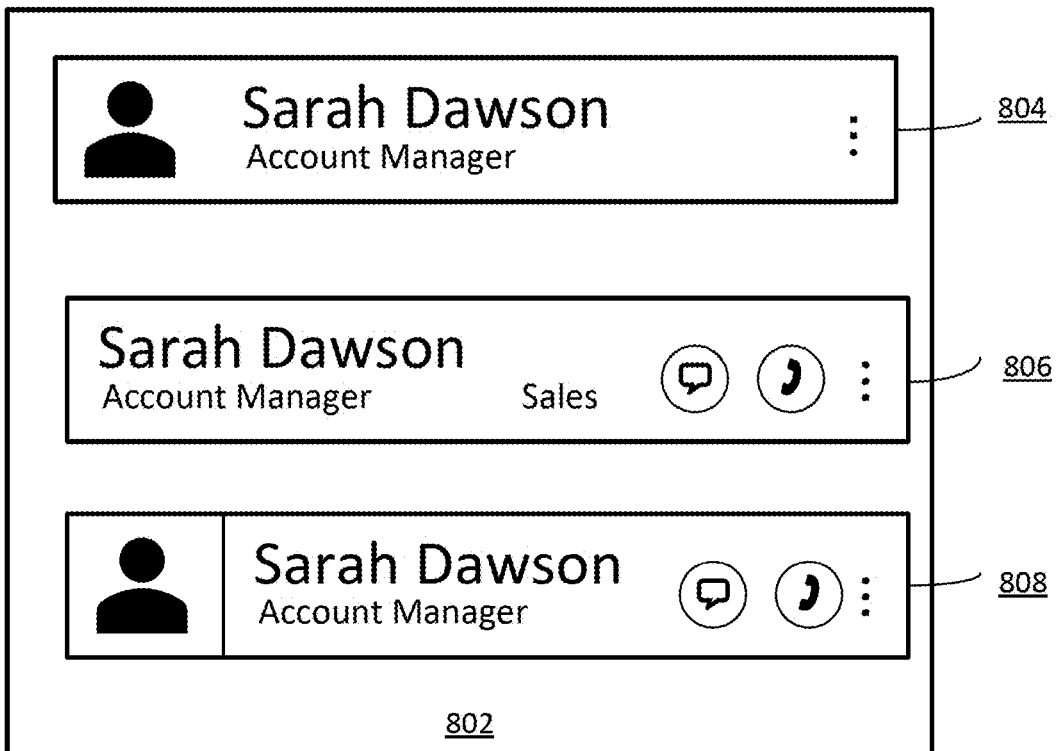 Sarah Dawson
Account Manager
804
Sarah Dawson
Account Manager Sales
806
Sarah Dawson
Account Manager
808
802